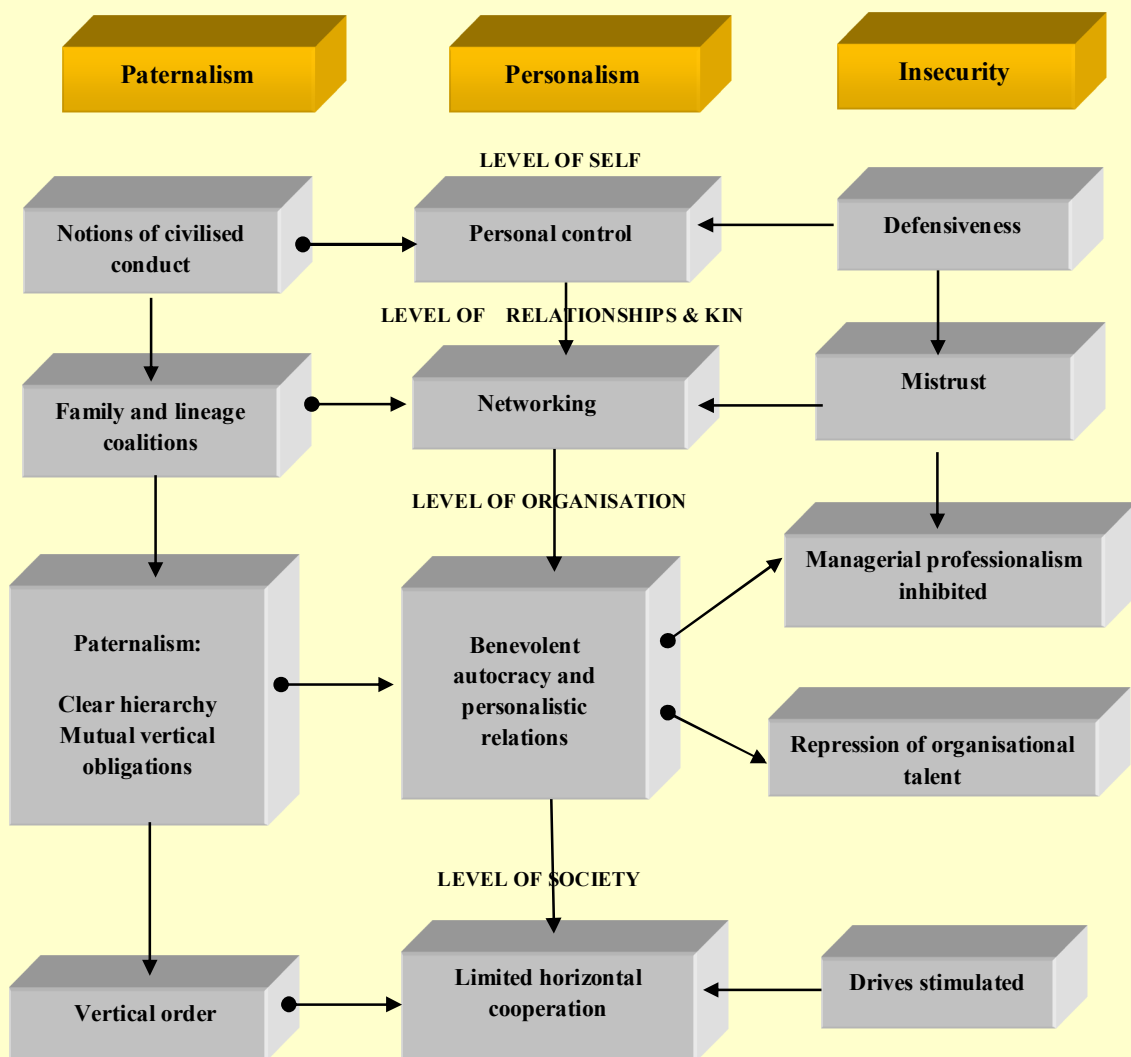 Paternalism
Personalism
Insecurity
LEVEL OF SELF
Notions of civilised
conduct
Personal control
Defensiveness
LEVEL OF RELATIONSHIPS & KIN
Family and lineage
coalitions
Networking
Mistrust
LEVEL OF ORGANISATION
Paternalism:
Clear hierarchy
Mutual vertical
obligations
Benevolent
autocracy and
personalistic
relations
Managerial professionalism
inhibited
Repression of organisational
talent
LEVEL OF SOCIETY
Vertical order
Limited horizontal
cooperation
Drives stimulated